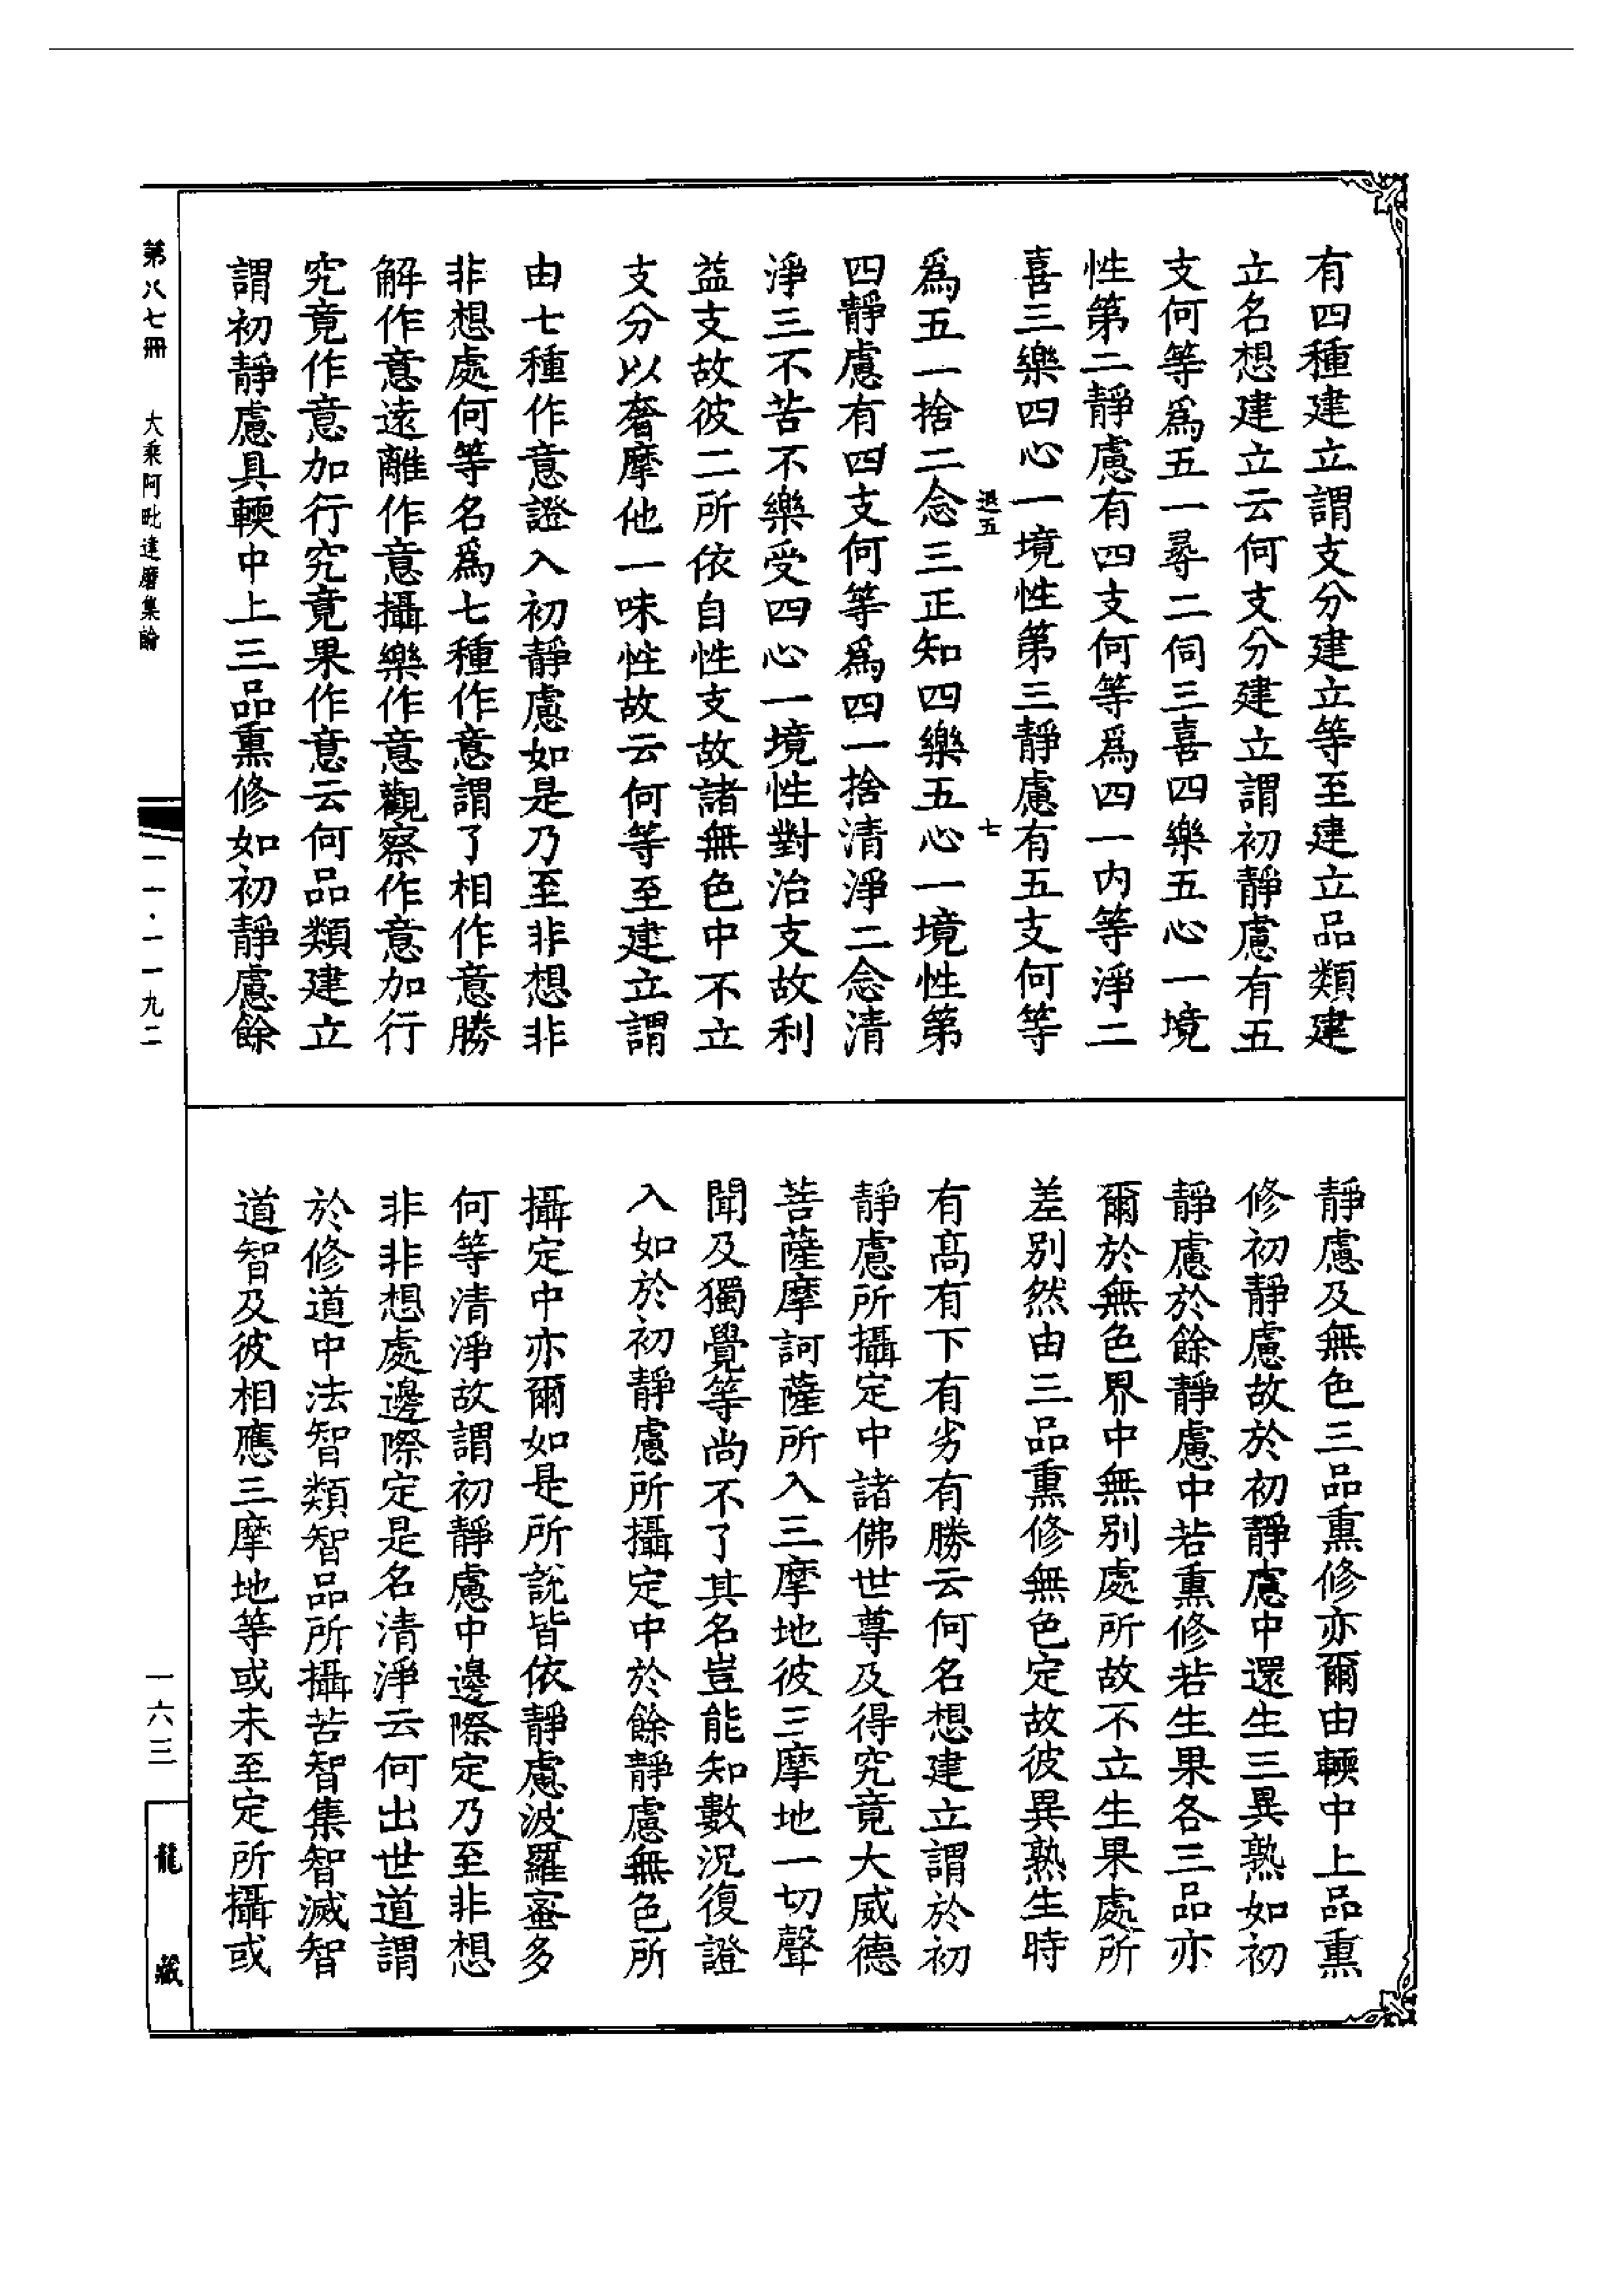 有四種建立謂支分建立等至建立品類建
立名想建立云何支分建立謂初靜慮有五
支何等爲五一尋二伺三喜四樂五心一境
性第二靜慮有四支何等爲四一內等淨二
喜三樂四心一境性第三靜慮有五支何等
七
爲五一捨二念三正知四樂五心一境性第
四靜慮有四支何等爲四一捨清淨二念清
淨三不苦不樂受四心一境性對治支故利
益支故彼二所依自性支故諸無色中不立
支分以奢摩他一味性故云何等至建立謂
由七種作意證入初靜慮如是乃至非想非
非想處何等名爲七種作意謂了相作意勝
解作意遠離作意攝樂作意觀察作意加行
究竟作意加行究竟果作意云何品類建立
謂初靜慮具輭中上三品熏修如初靜慮餘
靜慮及無色三品熏修亦爾由輭中上品熏
修初靜慮故於初靜慮中還生三異熟如初
靜慮於餘靜慮中若熏修若生果各三品亦
爾於無色界中無別處所故不立生果處所
差別然由三品熏修無色定故彼異熟生時
有高有下有劣有勝云何名想建立謂於初
靜慮所攝定中諸佛世尊及得究竟大威德
菩薩摩訶薩所入三摩地彼三摩地一切聲
聞及獨覺等尚不了其名豈能知數況復證
入如於初靜慮所攝定中於餘靜慮無色所
攝定中亦爾如是所說皆依靜慮波羅蜜多
何等清淨故謂初靜慮中邊際定乃至非想
非非想處邊際定是名清淨云何出世道謂
於修道中法智類智品所攝苦智集智滅智
道智及彼相應三摩地等或未至定所攝或
第八七冊 大乘阿毗達磨集論
一一·一一九二
一六三
龍藏